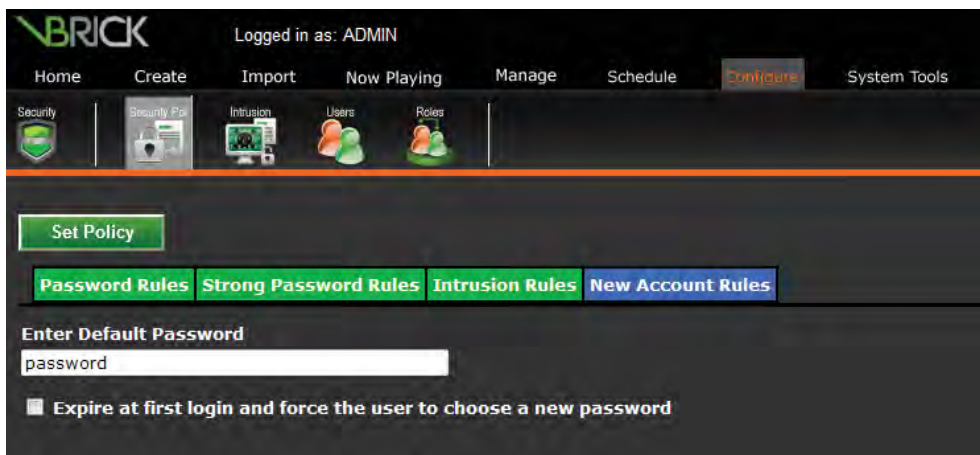 VBRICK
Logged in as: ADMIN
Home Create Import Now Playing Manage Schedule Configure System Tools
Security Security Pol Intrusion Users Roles
Set Policy
Password Rules Strong Password Rules Intrusion Rules New Account Rules
Enter Default Password
password
Expire at first login and force the user to choose a new password